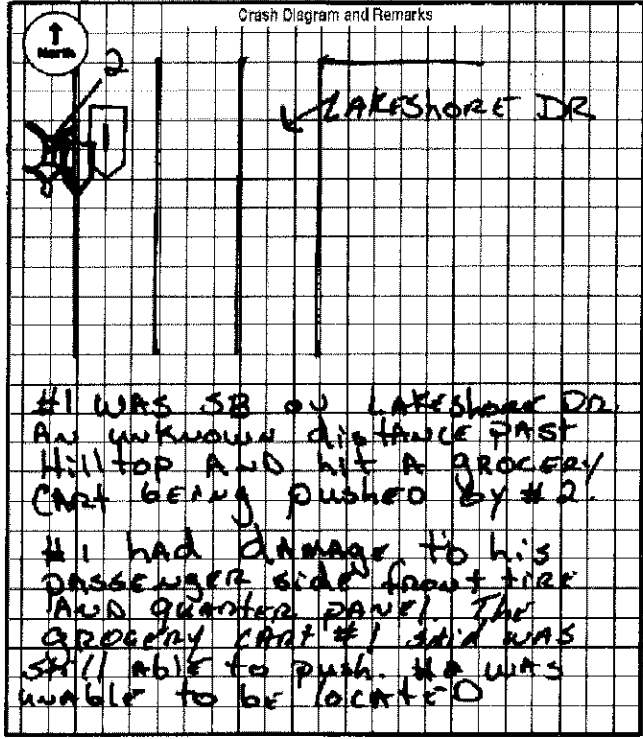 Crash Diagram and Remarks
↑
North
2
1
LAKESHORE DR
#1 WAS SB ON LAKESHORE DR.
AN UNKNOWN distANCE PAST
HillTOP AND hit A GROCERY
CART BEING pushED BY #2.
#1 hAd dAMAGE to his
PASSENGER sidE front tirE
AND quARTER PANEL. The
GROCERY CART #1 sAid WAS
still AblE to push. WAS
UNAblE to bE locAtED